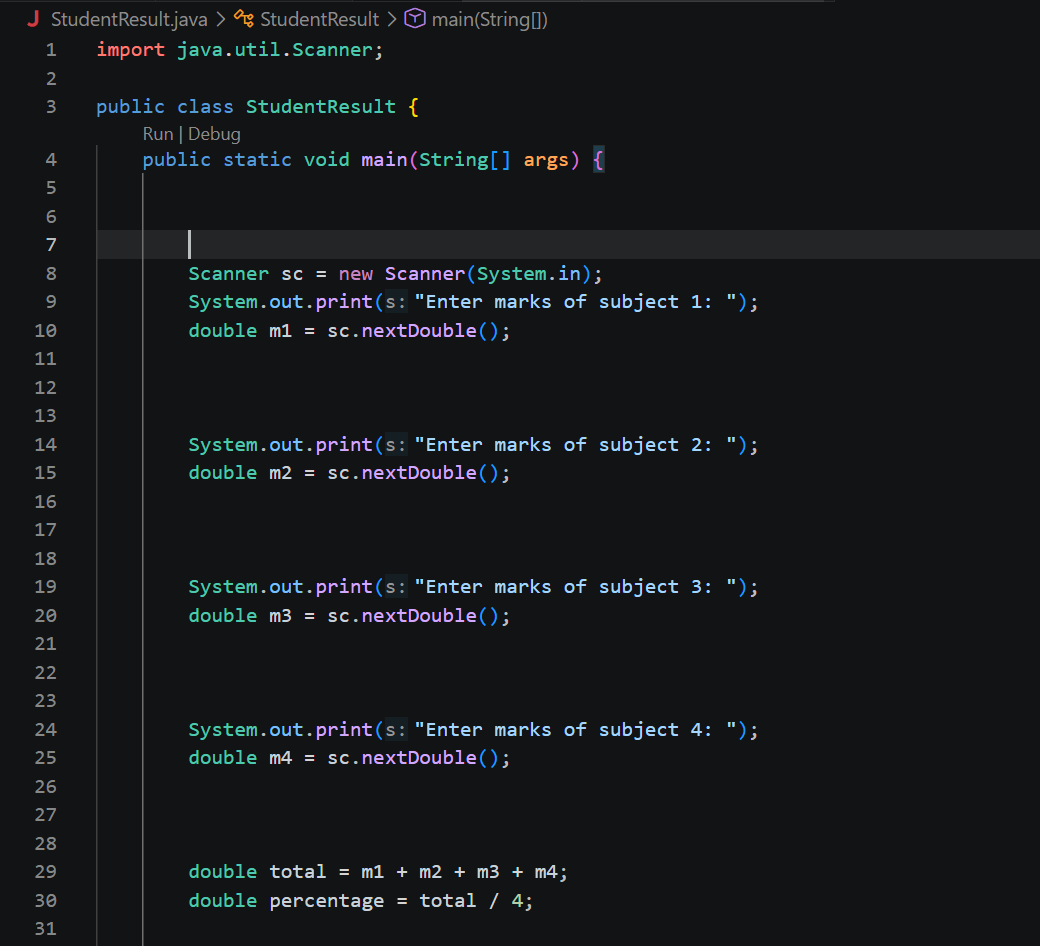 StudentResult.java > StudentResult > main(String[])
1 import java.util.Scanner;
2
3 public class StudentResult {
Run | Debug
4 public static void main(String[] args) {
5
6
7
8 Scanner sc = new Scanner(System.in);
9 System.out.print(s: "Enter marks of subject 1: ");
10 double m1 = sc.nextDouble();
11
12
13
14 System.out.print(s: "Enter marks of subject 2: ");
15 double m2 = sc.nextDouble();
16
17
18
19 System.out.print(s: "Enter marks of subject 3: ");
20 double m3 = sc.nextDouble();
21
22
23
24 System.out.print(s: "Enter marks of subject 4: ");
25 double m4 = sc.nextDouble();
26
27
28
29 double total = m1 + m2 + m3 + m4;
30 double percentage = total / 4;
31